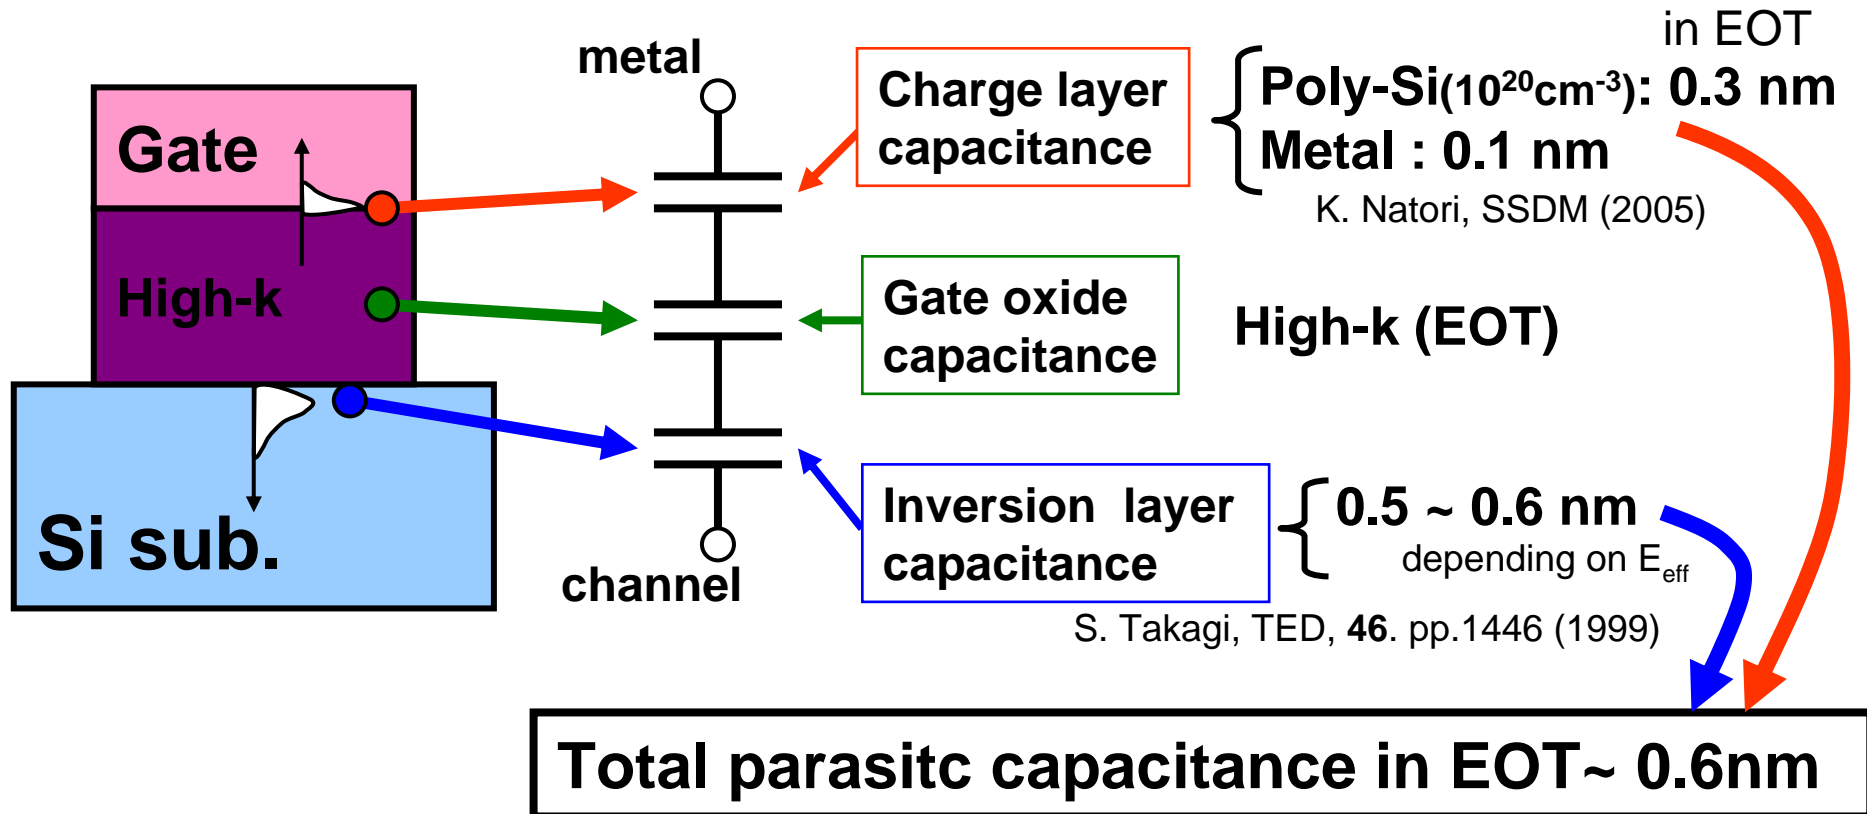 in EOT
metal
Charge layer
capacitance
Poly-Si(10²⁰cm⁻³): 0.3 nm
Metal : 0.1 nm
K. Natori, SSDM (2005)
Gate
High-k
Si sub.
Gate oxide
capacitance
High-k (EOT)
Inversion layer
capacitance
0.5 ~ 0.6 nm
depending on E_eff
channel
S. Takagi, TED, 46. pp.1446 (1999)
Total parasitc capacitance in EOT~ 0.6nm